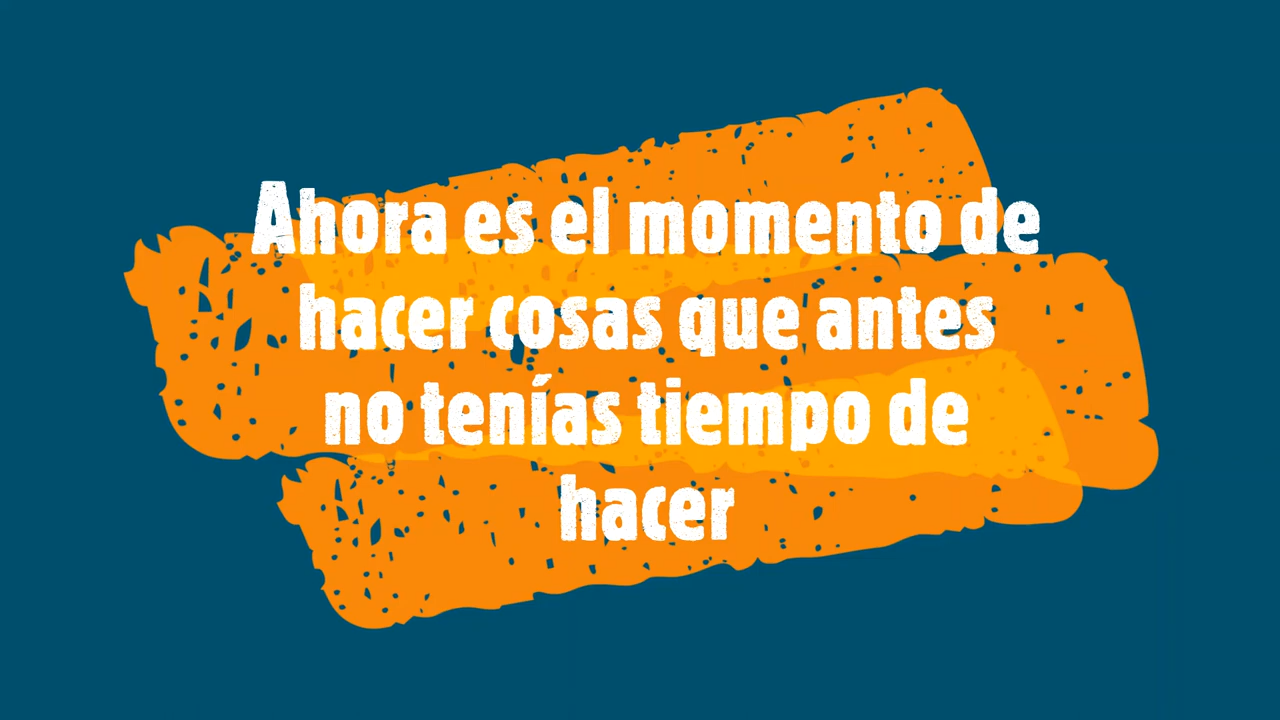 Ahora es el momento de
hacer cosas que antes
no tenías tiempo de
hacer